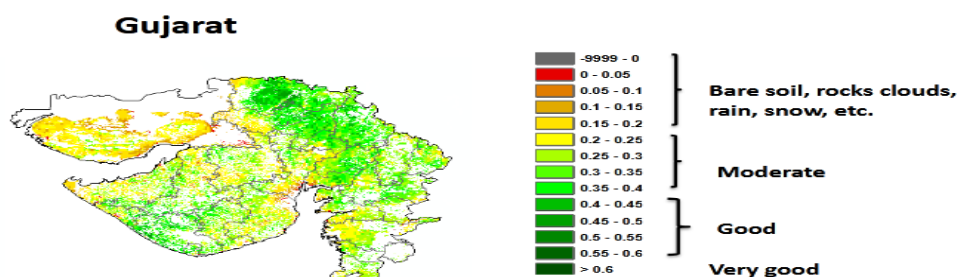 Gujarat
-9999 - 0
0 - 0.05
0.05 - 0.1
0.1 - 0.15
0.15 - 0.2
0.2 - 0.25
0.25 - 0.3
0.3 - 0.35
0.35 - 0.4
0.4 - 0.45
0.45 - 0.5
0.5 - 0.55
0.55 - 0.6
> 0.6
Bare soil, rocks clouds,
rain, snow, etc.
Moderate
Good
Very good